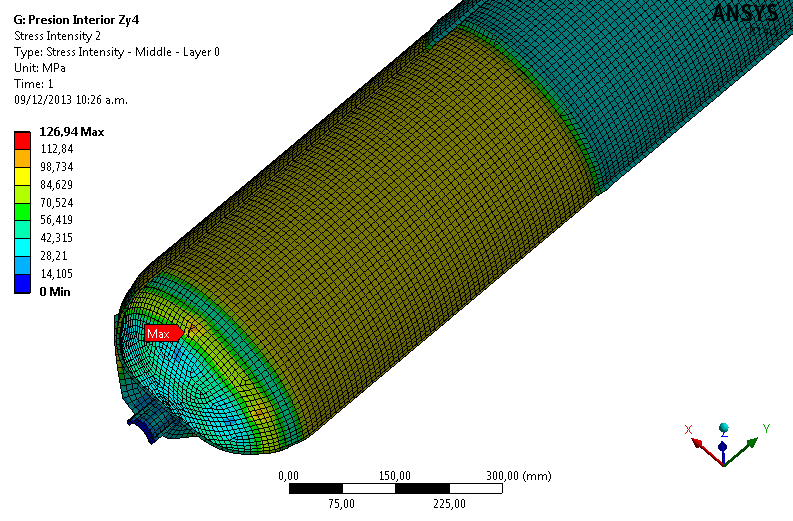 G: Presion Interior Zy4
Stress Intensity 2
Type: Stress Intensity - Middle - Layer 0
Unit: MPa
Time: 1
09/12/2013 10:26 a.m.
ANSYS
126,94 Max
112,84
98,734
84,629
70,524
56,419
42,315
28,21
14,105
0 Min
Max
X
Z
Y
0,00 150,00 300,00 (mm)
75,00 225,00